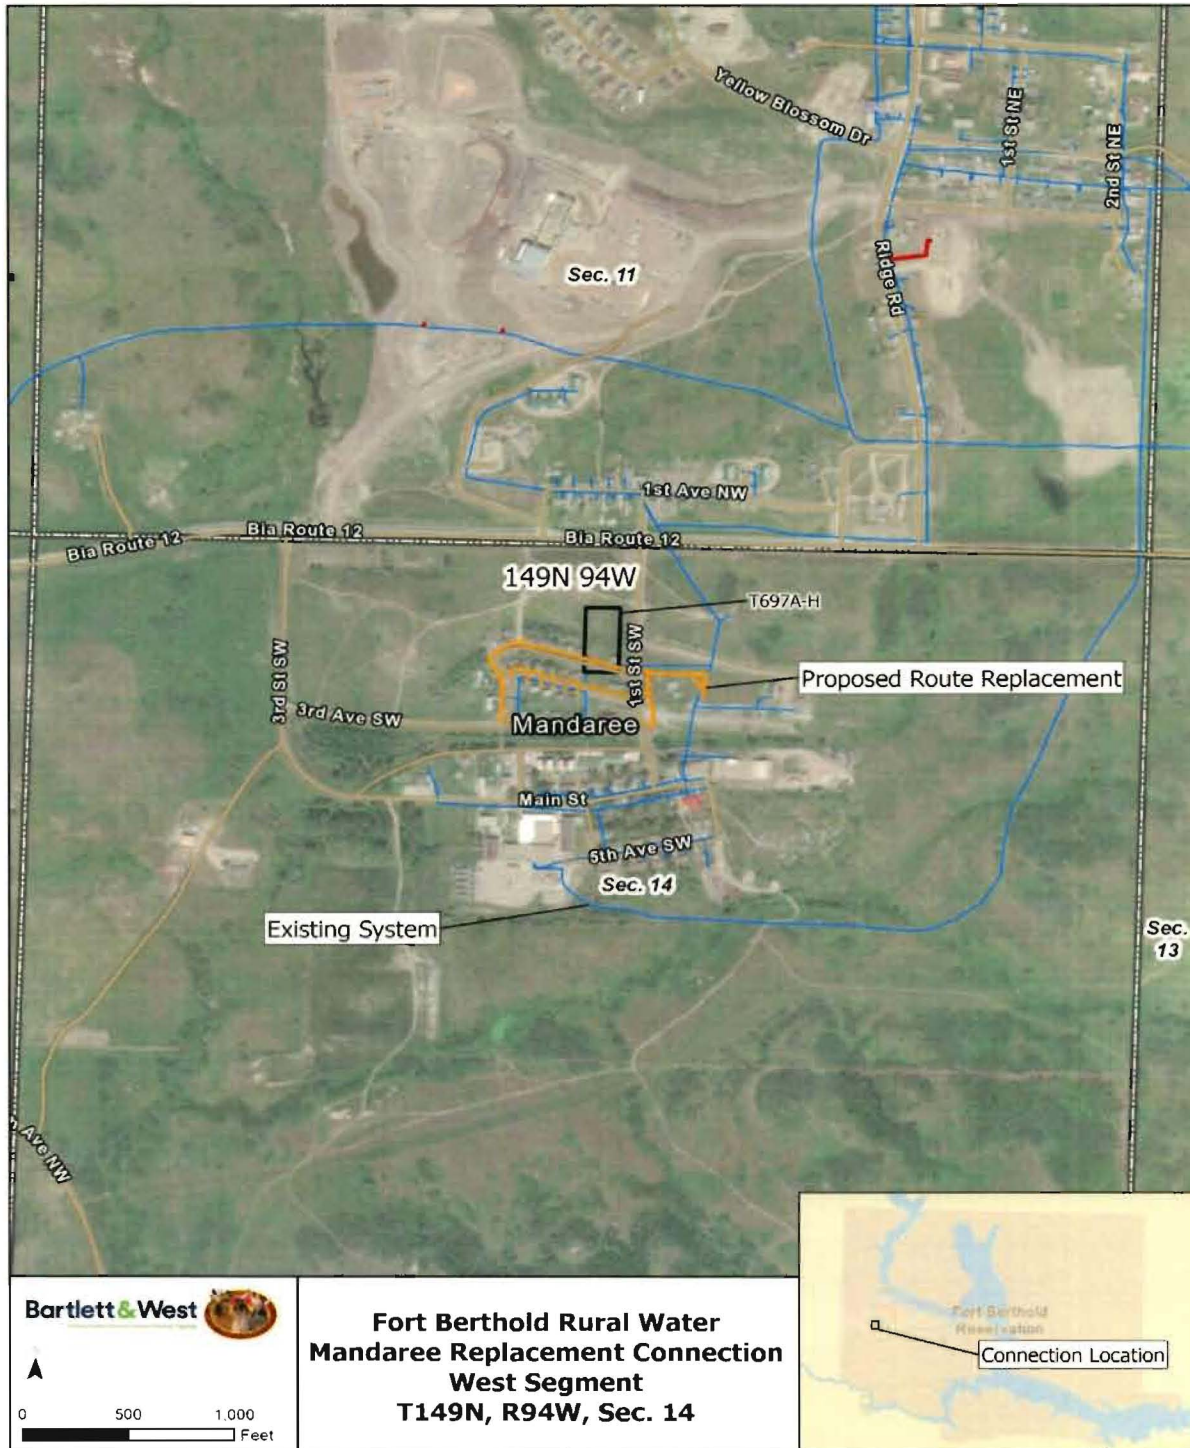 Yellow Blossom Dr
1st St NE
2nd St NE
Ridge Rd
Sec. 11
1st Ave NW
Bia Route 12
Bia Route 12
Bia Route 12
149N 94W
T697A-H
1st St SW
3rd St SW
Proposed Route Replacement
3rd Ave SW
Mandaree
Main St
5th Ave SW
Sec. 14
Existing System
Sec.
13
Ave NW
Bartlett&West
0 500 1,000
Feet
Fort Berthold Rural Water
Mandaree Replacement Connection
West Segment
T149N, R94W, Sec. 14
Fort Berthold
Reservation
Connection Location